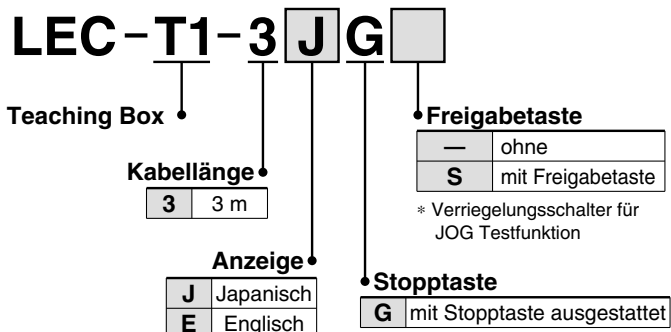 LEC-T1-3JG
Teaching Box
Kabellänge
3 3 m
Anzeige
J Japanisch
E Englisch
Freigabetaste
— ohne
S mit Freigabetaste
* Verriegelungsschalter für
JOG Testfunktion
Stopptaste
G mit Stopptaste ausgestattet